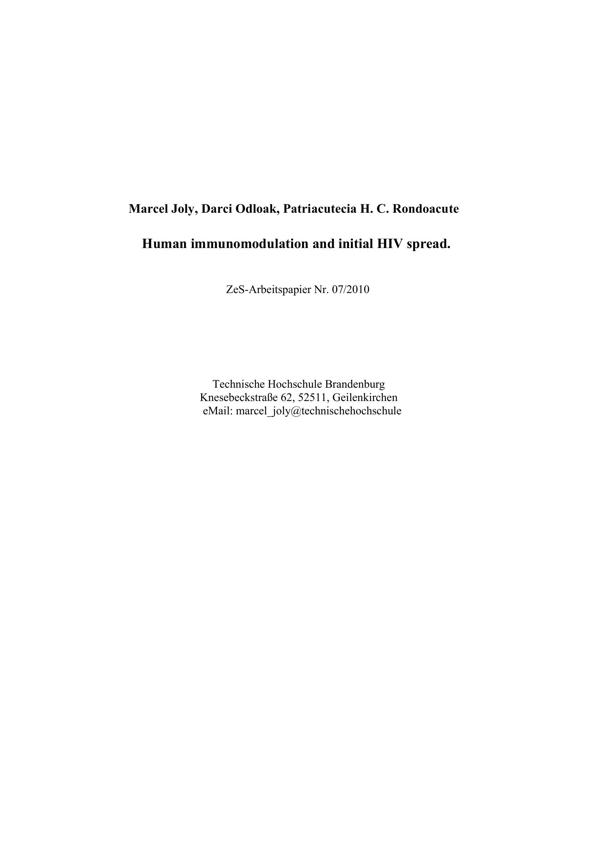 Marcel Joly, Darci Odloak, Patriacutecia H. C. Rondoacute
Human immunomodulation and initial HIV spread.
ZeS-Arbeitspapier Nr. 07/2010
Technische Hochschule Brandenburg
Knesebeckstraße 62, 52511, Geilenkirchen
eMail: marcel_joly@technischehochschule